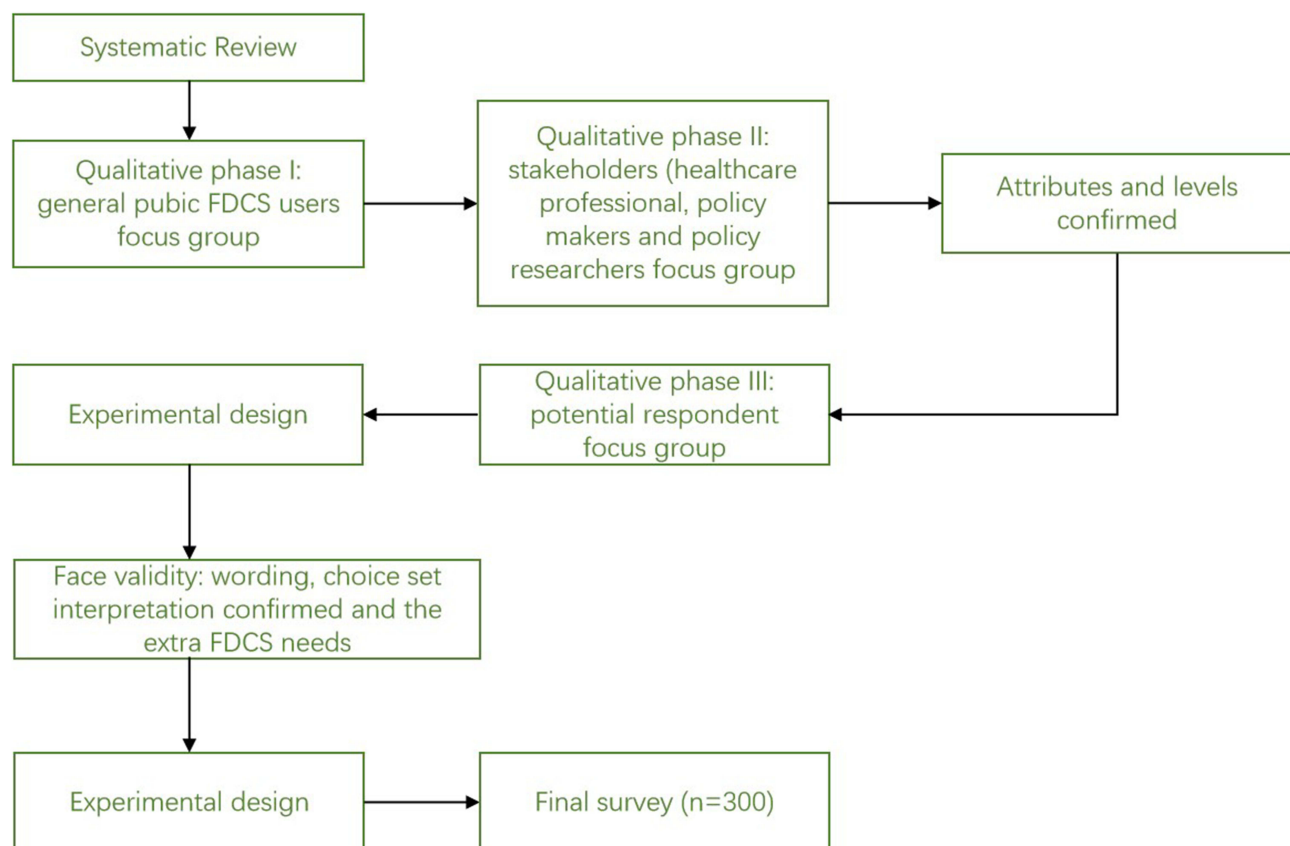 Systematic Review
Qualitative phase I:
general pubic FDCS users
focus group
Qualitative phase II:
stakeholders (healthcare
professional, policy
makers and policy
researchers focus group
Attributes and levels
confirmed
Experimental design
Qualitative phase III:
potential respondent
focus group
Face validity: wording, choice set
interpretation confirmed and the
extra FDCS needs
Experimental design
Final survey (n=300)